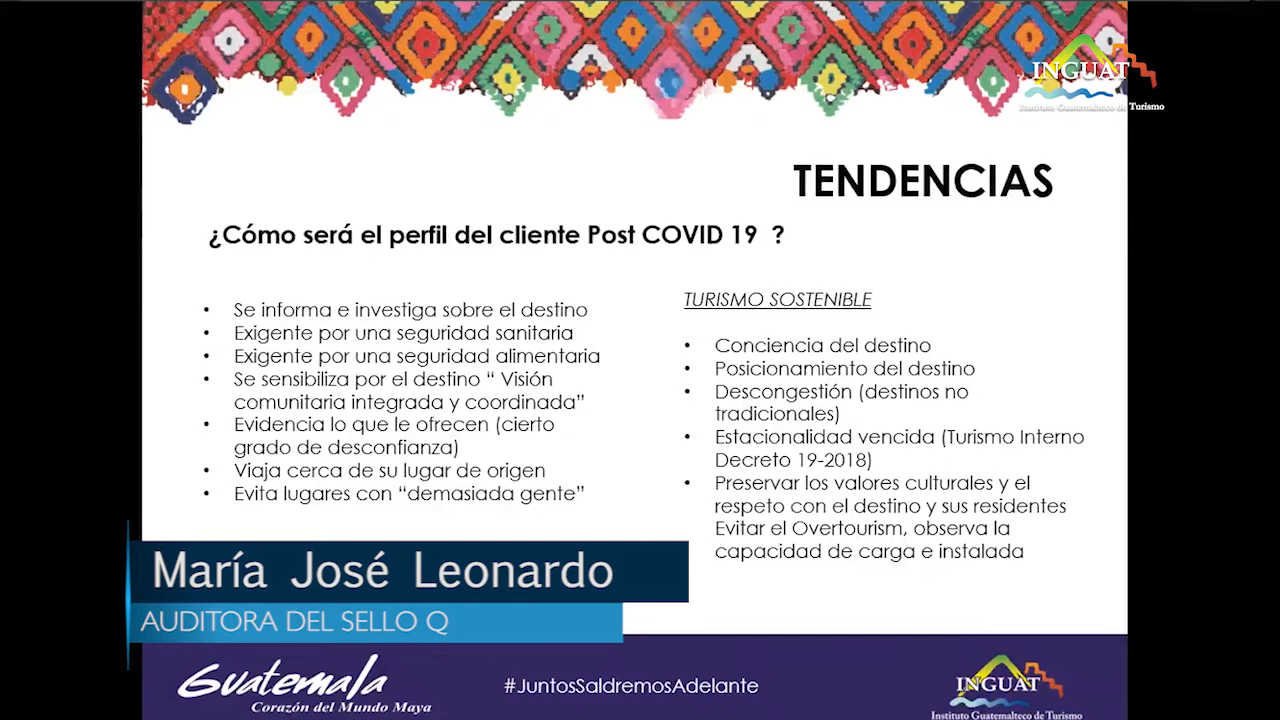 INGUAT
Instituto Guatemalteco de Turismo
TENDENCIAS
¿Cómo será el perfil del cliente Post COVID 19 ?
• Se informa e investiga sobre el destino
• Exigente por una seguridad sanitaria
• Exigente por una seguridad alimentaria
• Se sensibiliza por el destino “ Visión
comunitaria integrada y coordinada”
• Evidencia lo que le ofrecen (cierto
grado de desconfianza)
• Viaja cerca de su lugar de origen
• Evita lugares con “demasiada gente”
TURISMO SOSTENIBLE
• Conciencia del destino
• Posicionamiento del destino
• Descongestión (destinos no
tradicionales)
• Estacionalidad vencida (Turismo Interno
Decreto 19-2018)
• Preservar los valores culturales y el
respeto con el destino y sus residentes
Evitar el Overtourism, observa la
capacidad de carga e instalada
María José Leonardo
AUDITORA DEL SELLO Q
Guatemala
Corazón del Mundo Maya
#JuntosSaldremosAdelante
INGUAT
Instituto Guatemalteco de Turismo